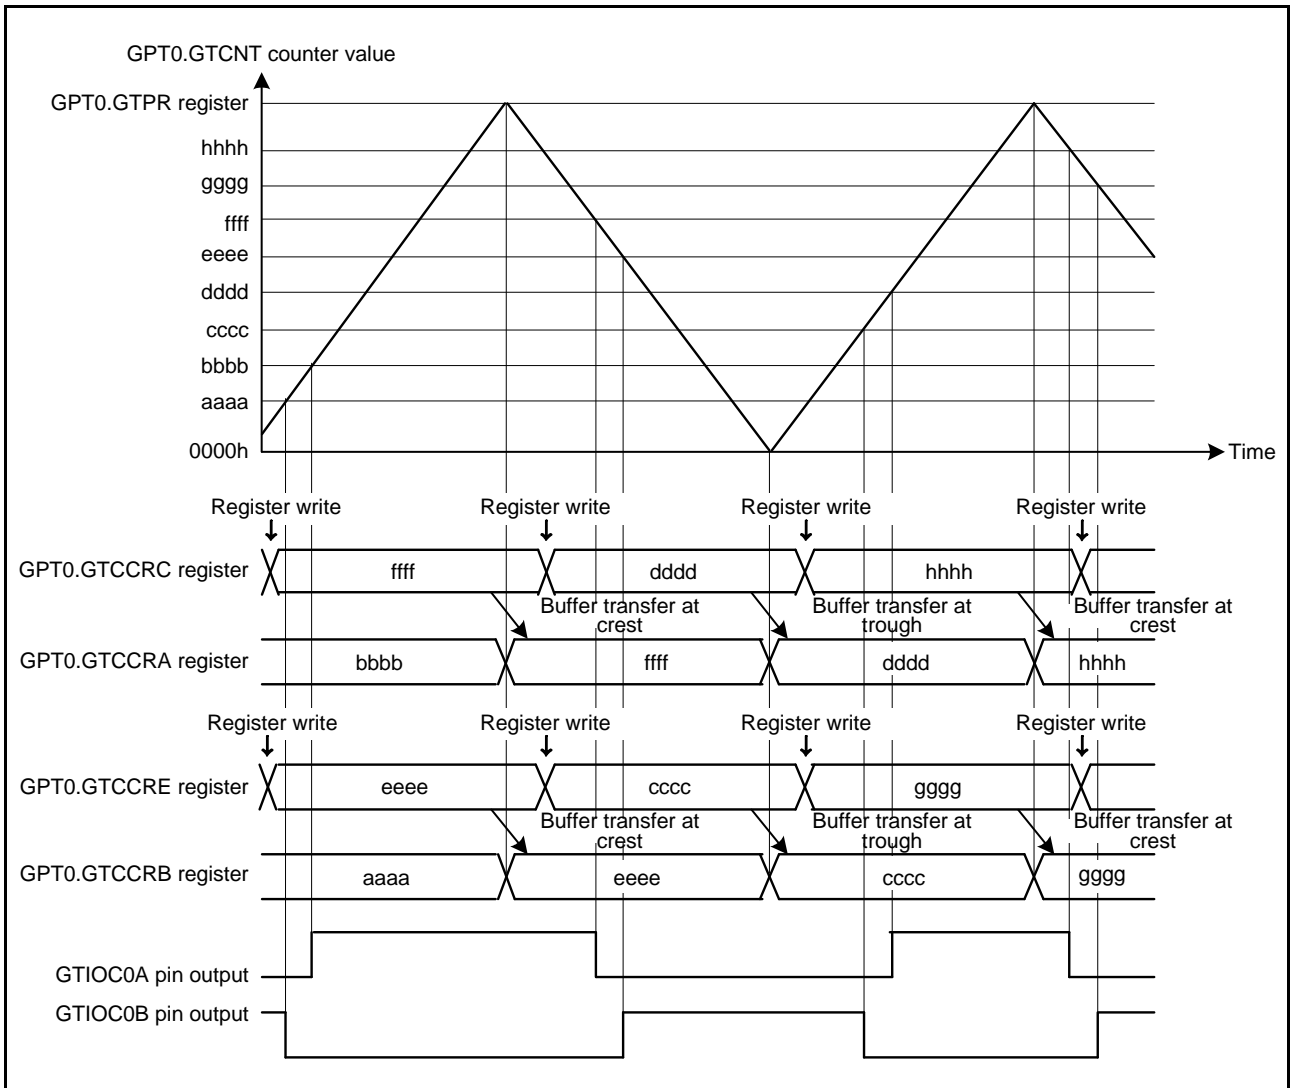 GPT0.GTCNT counter value
GPT0.GTPR register
hhhh
gggg
ffff
eeee
dddd
cccc
bbbb
aaaa
0000h
Time
Register write Register write Register write Register write
GPT0.GTCCRC register ffff dddd hhhh
Buffer transfer at crest
Buffer transfer at trough
Buffer transfer at crest
GPT0.GTCCRA register bbbb ffff dddd hhhh
Register write Register write Register write Register write
GPT0.GTCCRE register eeee cccc gggg
Buffer transfer at crest
Buffer transfer at trough
Buffer transfer at crest
GPT0.GTCCRB register aaaa eeee cccc gggg
GTIOC0A pin output
GTIOC0B pin output